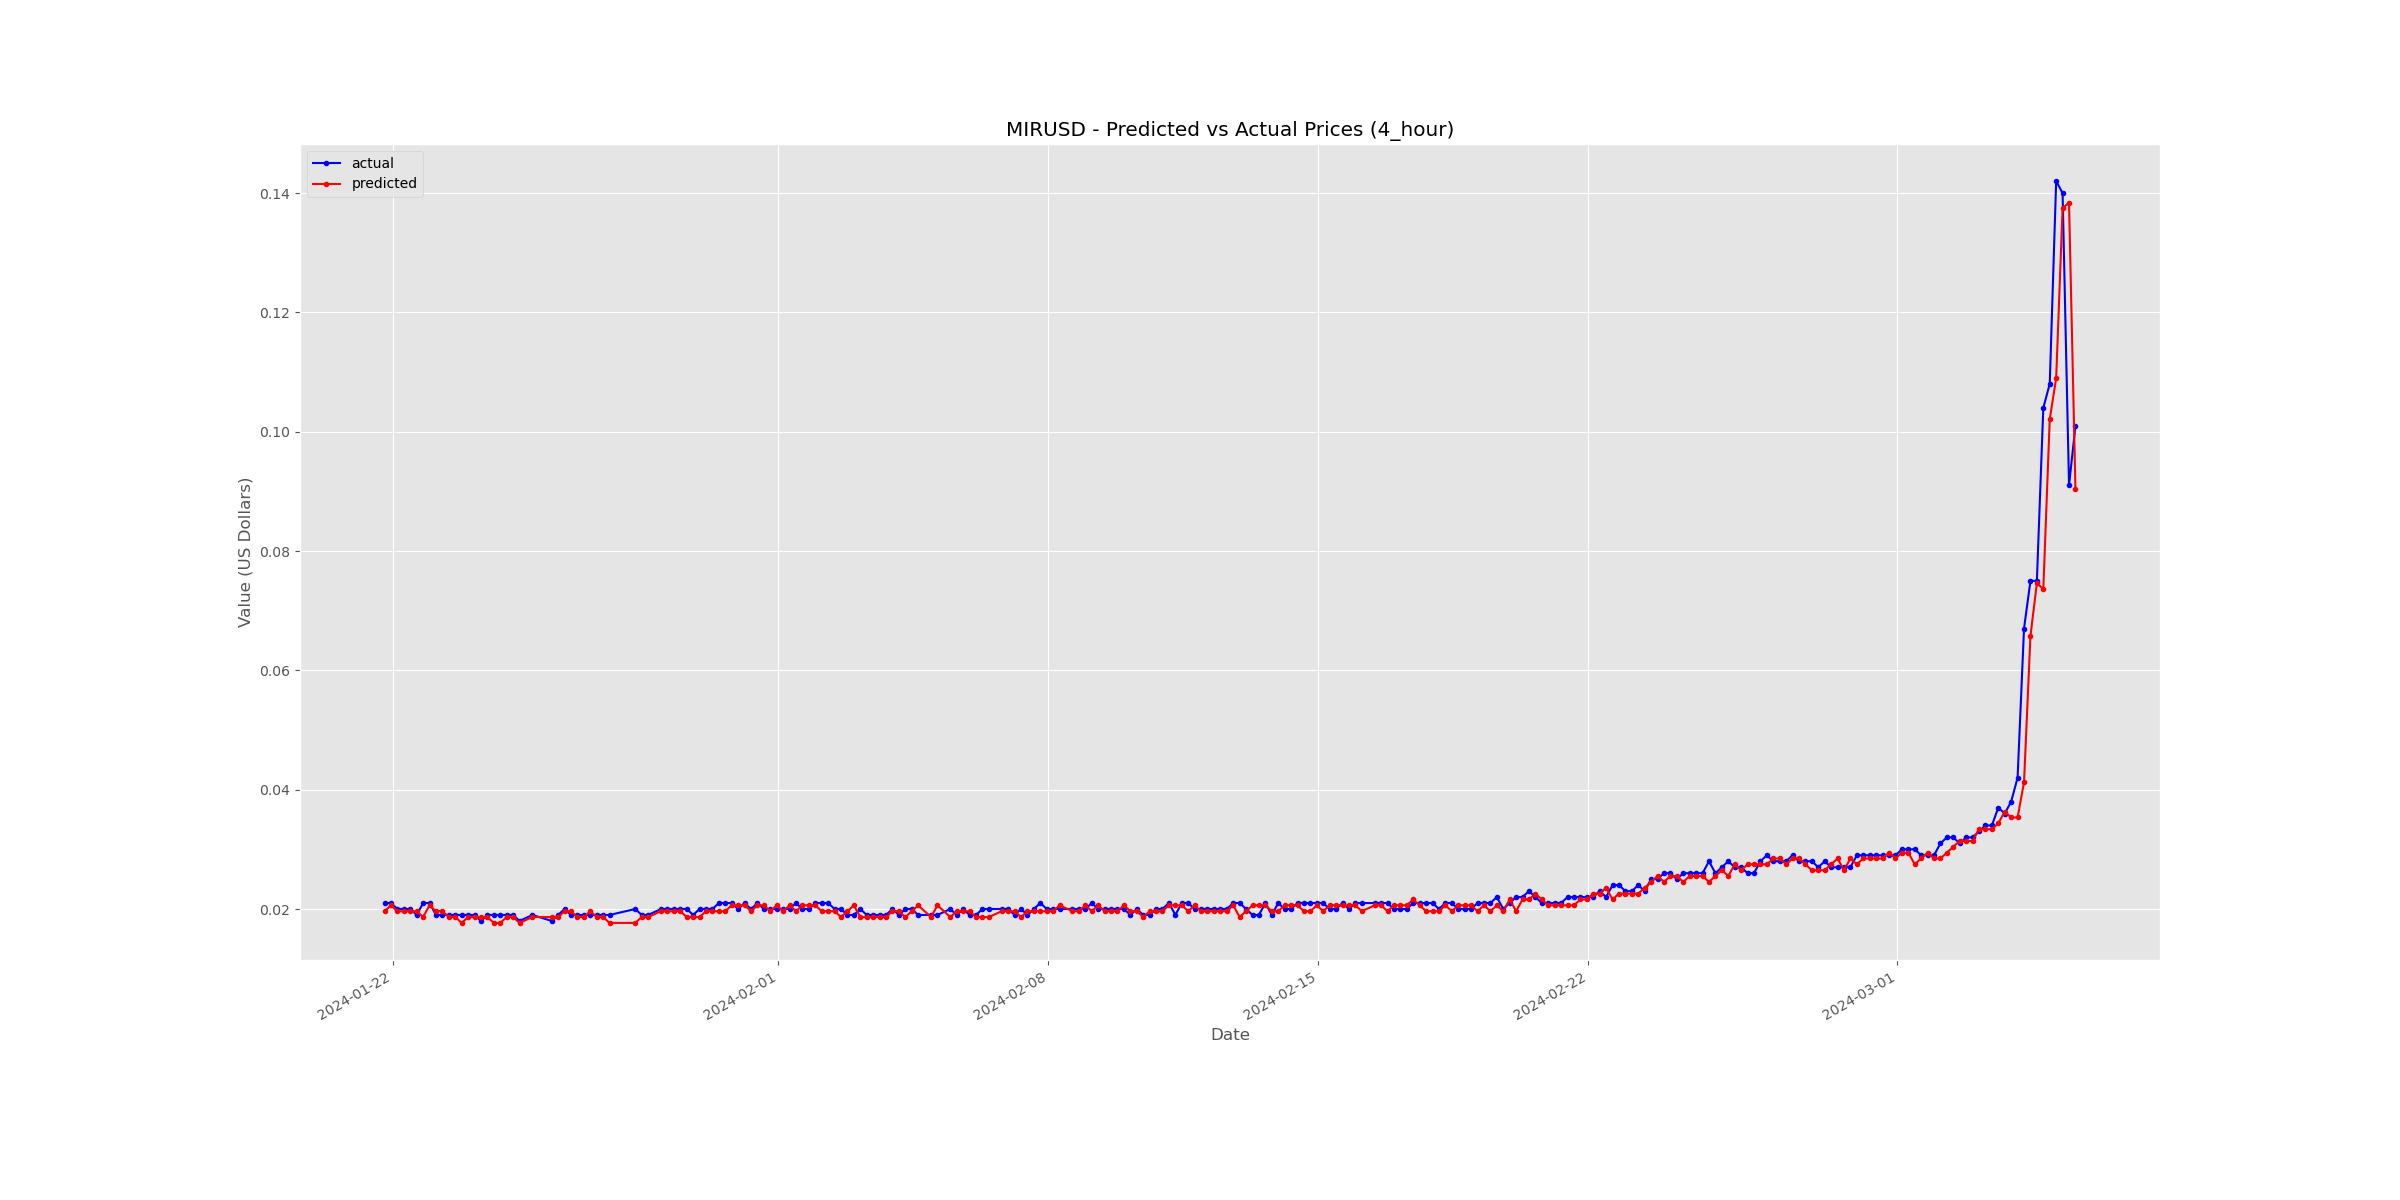 MIRUSD - Predicted vs Actual Prices (4_hour)
actual
predicted
0.14
0.12
0.10
0.08
0.06
0.04
0.02
Value (US Dollars)
2024-01-22
2024-02-01
2024-02-08
2024-02-15
2024-02-22
2024-03-01
Date